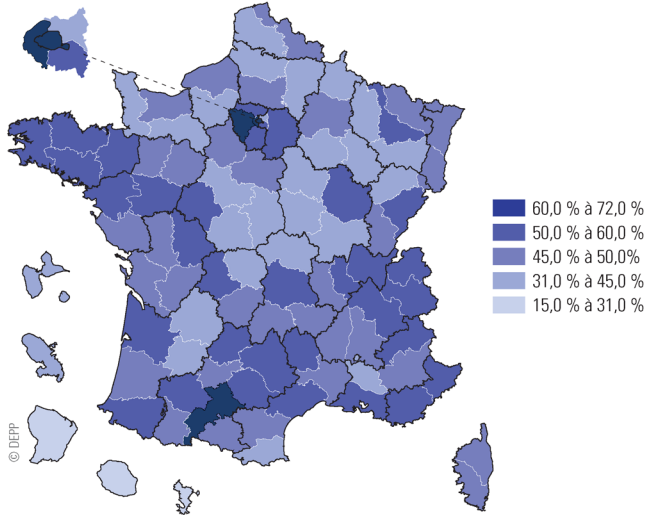 60,0 % à 72,0 %
50,0 % à 60,0 %
45,0 % à 50,0%
31,0 % à 45,0 %
15,0 % à 31,0 %
© DEPP